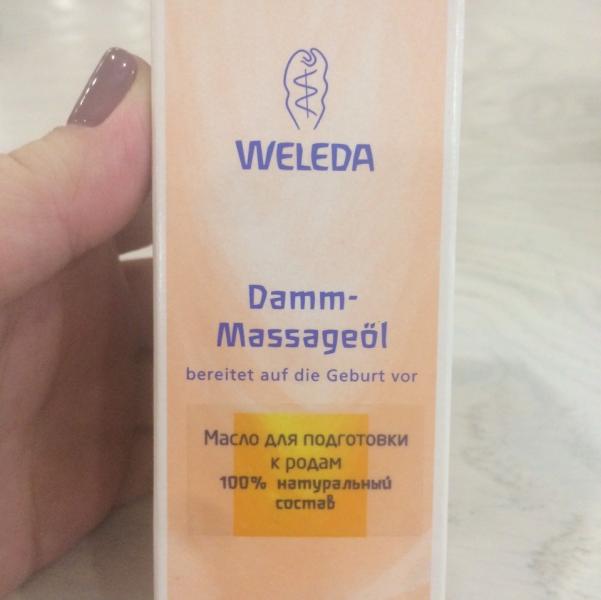 WELEDA
Damm-
Massageöl
bereitet auf die Geburt vor
Масло для подготовки
к родам
100% натуральный
состав